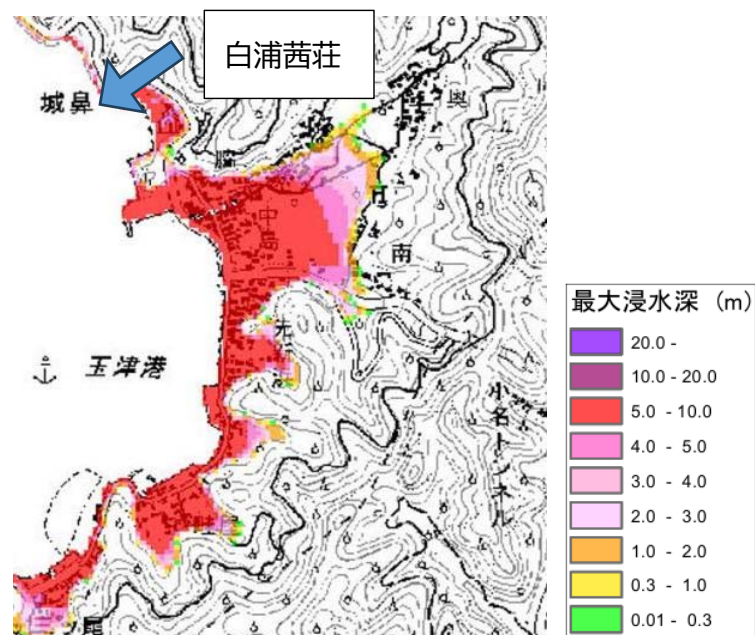 白浦茜荘
城鼻
奥
脇
中島
南
先
玉津港
小名トンネル
最大浸水深 (m)
20.0 -
10.0 - 20.0
5.0 - 10.0
4.0 - 5.0
3.0 - 4.0
2.0 - 3.0
1.0 - 2.0
0.3 - 1.0
0.01 - 0.3